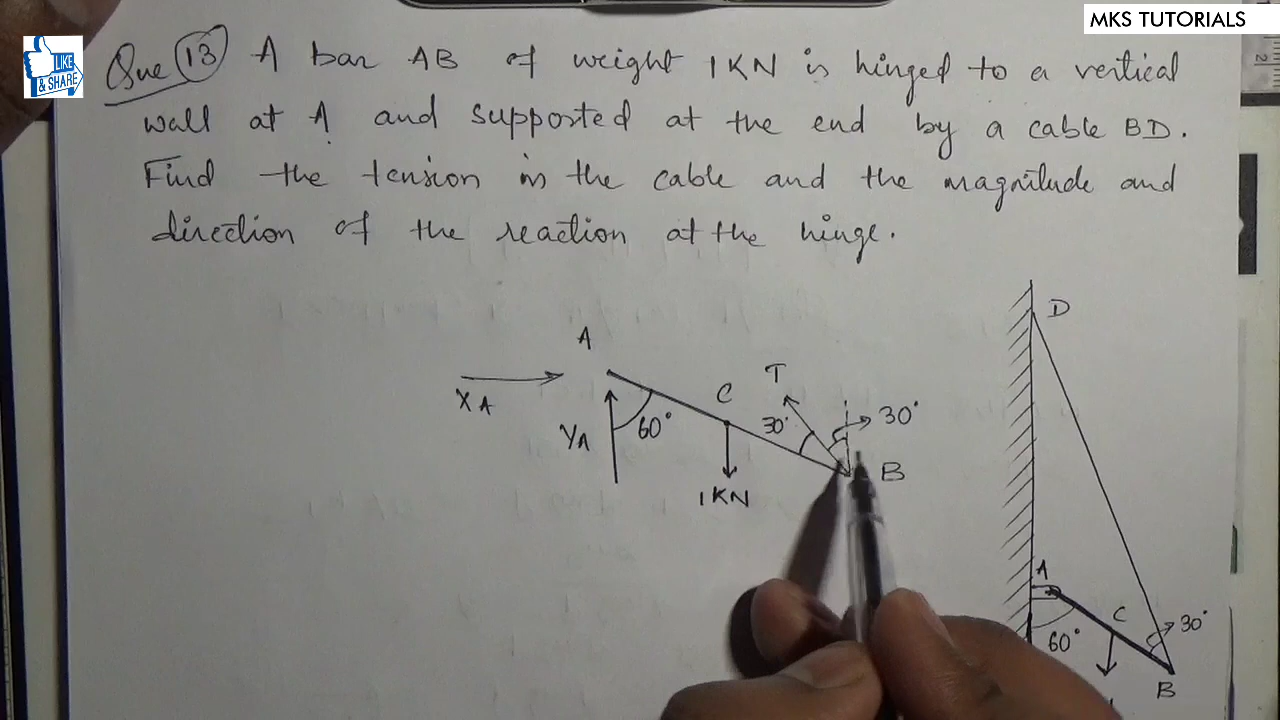 MKS TUTORIALS
LIKE
& SHARE
Que 13 A bar AB of weight 1KN is hinged to a vertical
wall at A and supported at the end by a cable BD.
Find the tension in the cable and the magnitude and
direction of the reaction at the hinge.
A
XA
YA
60°
C
1KN
T
30°
30°
B
D
A
60°
C
30°
B
2